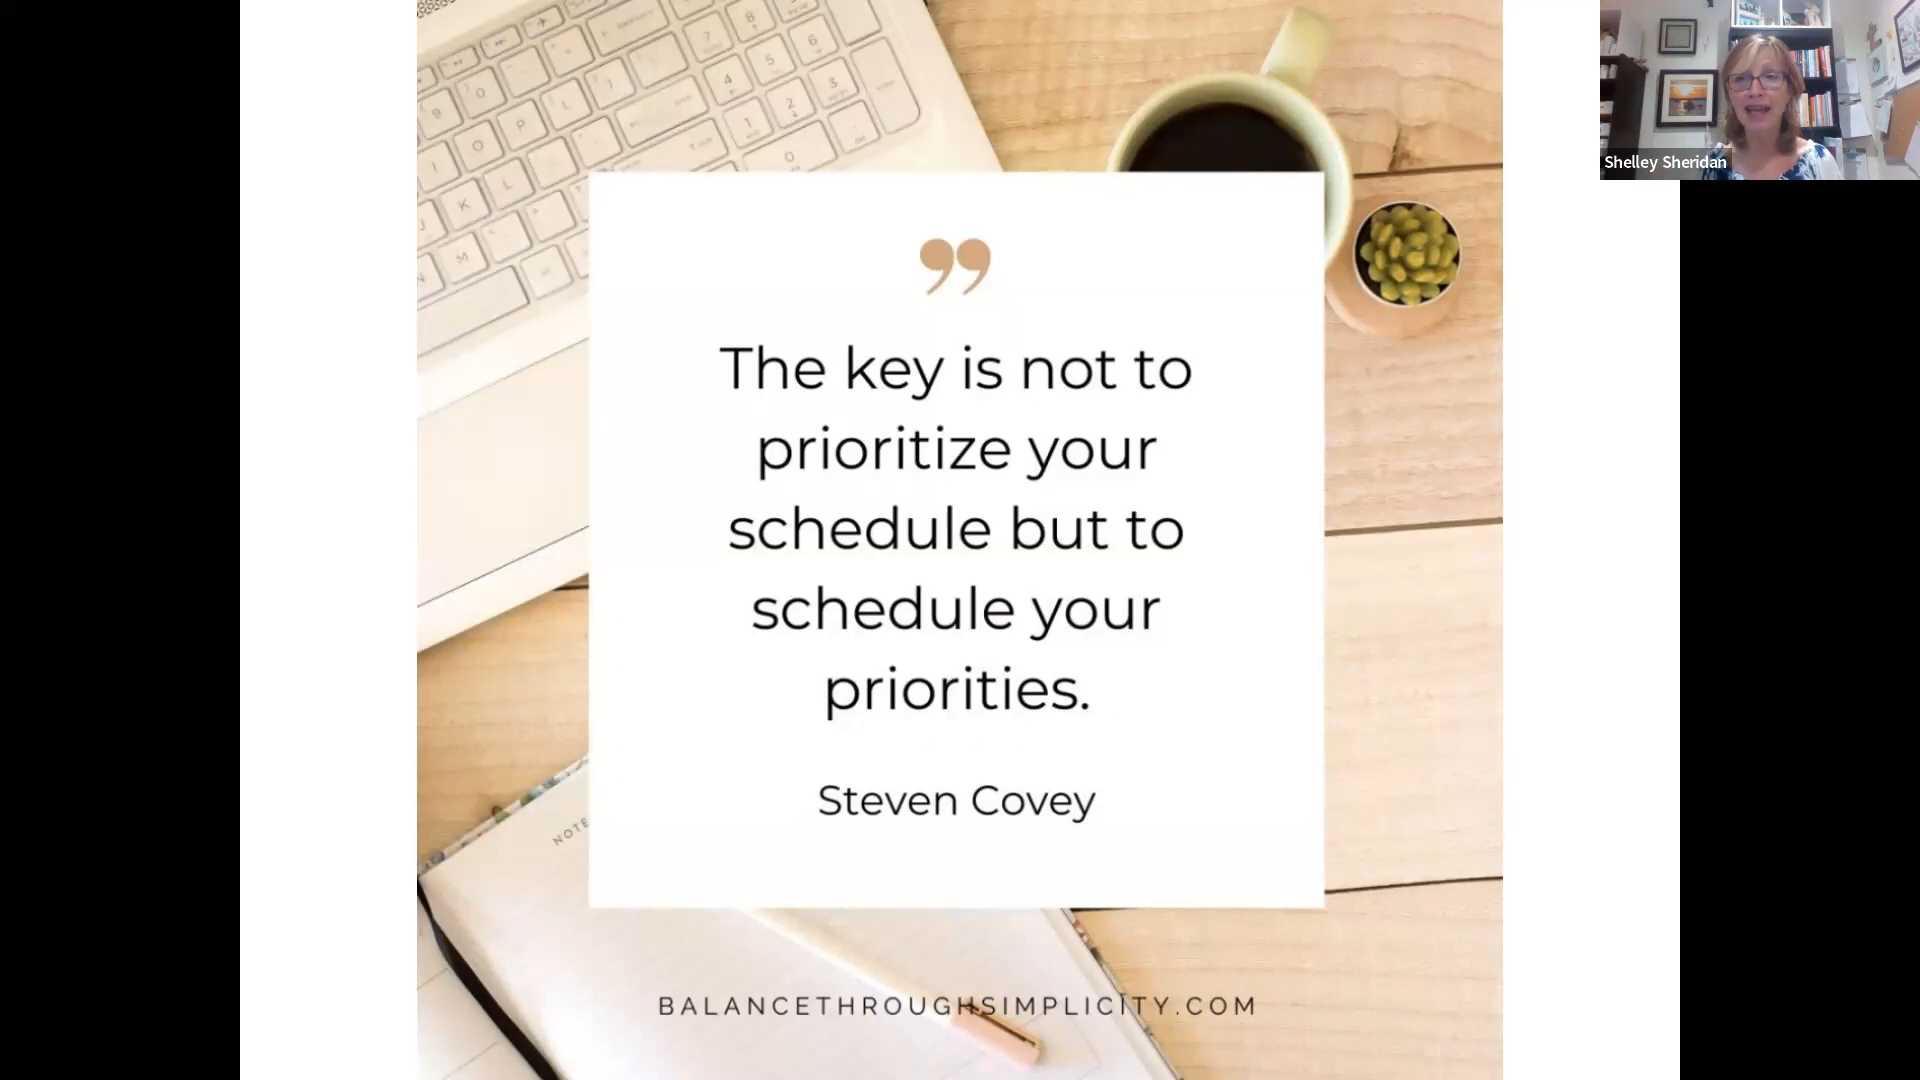 Shelley Sheridan
The key is not to
prioritize your
schedule but to
schedule your
priorities.
Steven Covey
NOTE
BALANCETHROUGHSIMPLICITY.COM